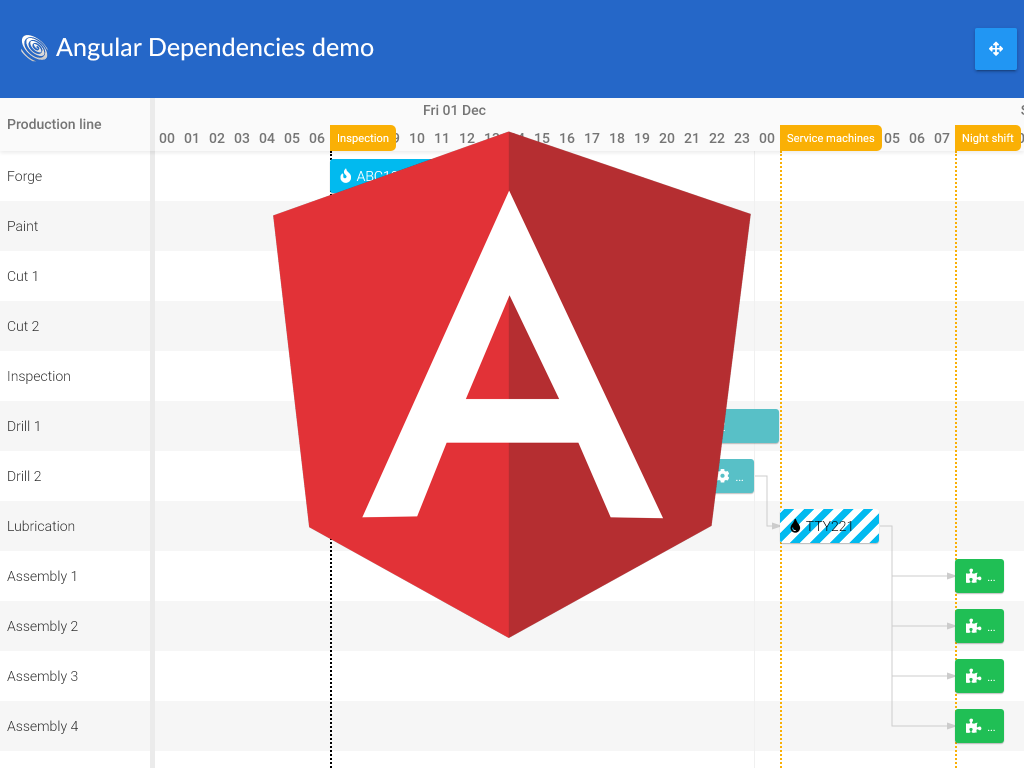 Angular Dependencies demo
Fri 01 Dec
Production line
00 01 02 03 04 05 06 Inspection 10 11 12 15 16 17 18 19 20 21 22 23 00 Service machines 05 06 07 Night shift
Forge
Paint
Cut 1
Cut 2
Inspection
Drill 1
Drill 2
...
Lubrication
TTY221
Assembly 1
...
Assembly 2
...
Assembly 3
...
Assembly 4
...